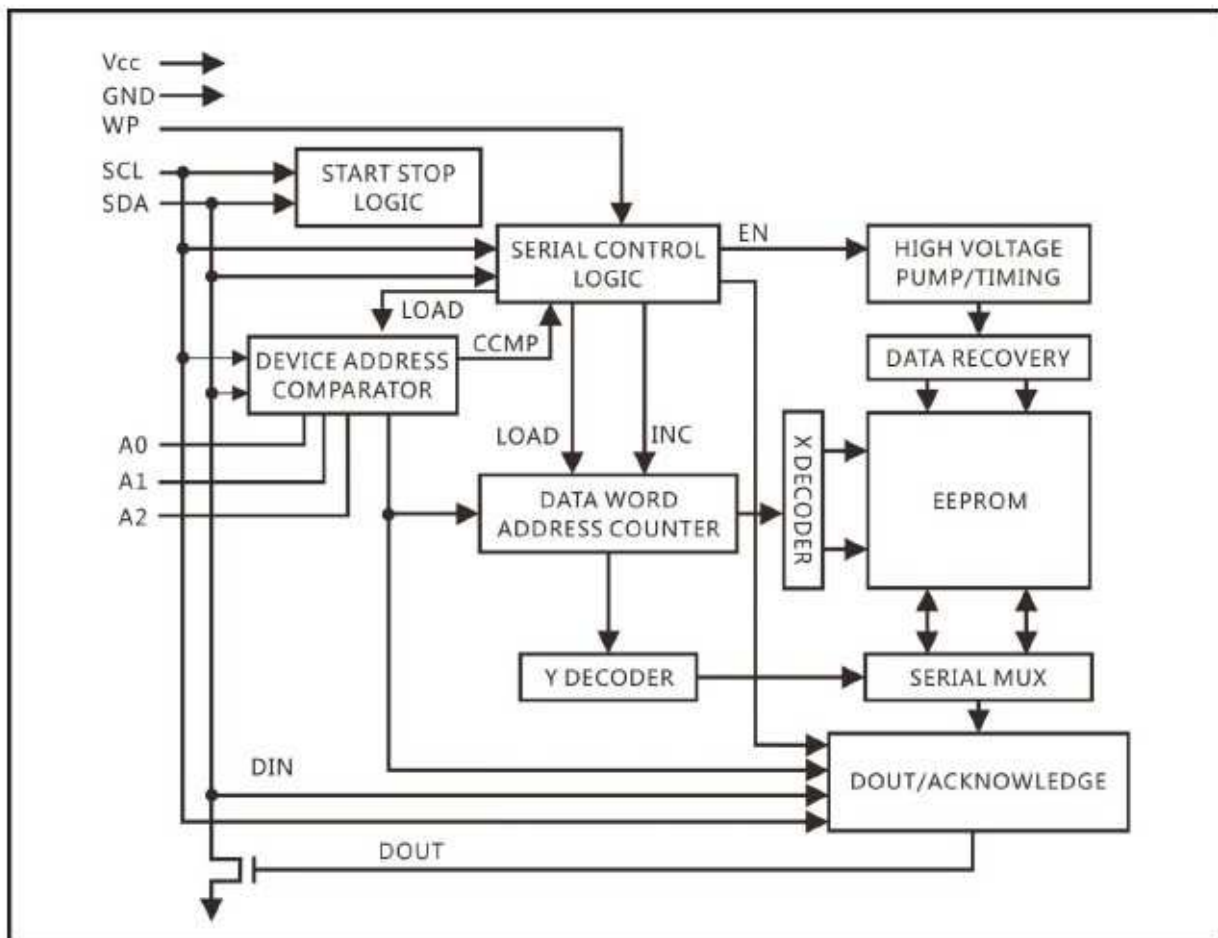 Vcc
GND
WP
SCL
SDA
START STOP
LOGIC
SERIAL CONTROL
LOGIC
EN
HIGH VOLTAGE
PUMP/TIMING
LOAD
CCMP
DEVICE ADDRESS
COMPARATOR
DATA RECOVERY
A0
A1
A2
LOAD
INC
DATA WORD
ADDRESS COUNTER
X DECODER
EEPROM
Y DECODER
SERIAL MUX
DIN
DOUT/ACKNOWLEDGE
DOUT